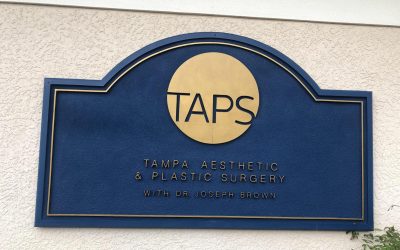 TAPS
TAMPA AESTHETIC
& PLASTIC SURGERY
WITH DR. JOSEPH BROWN